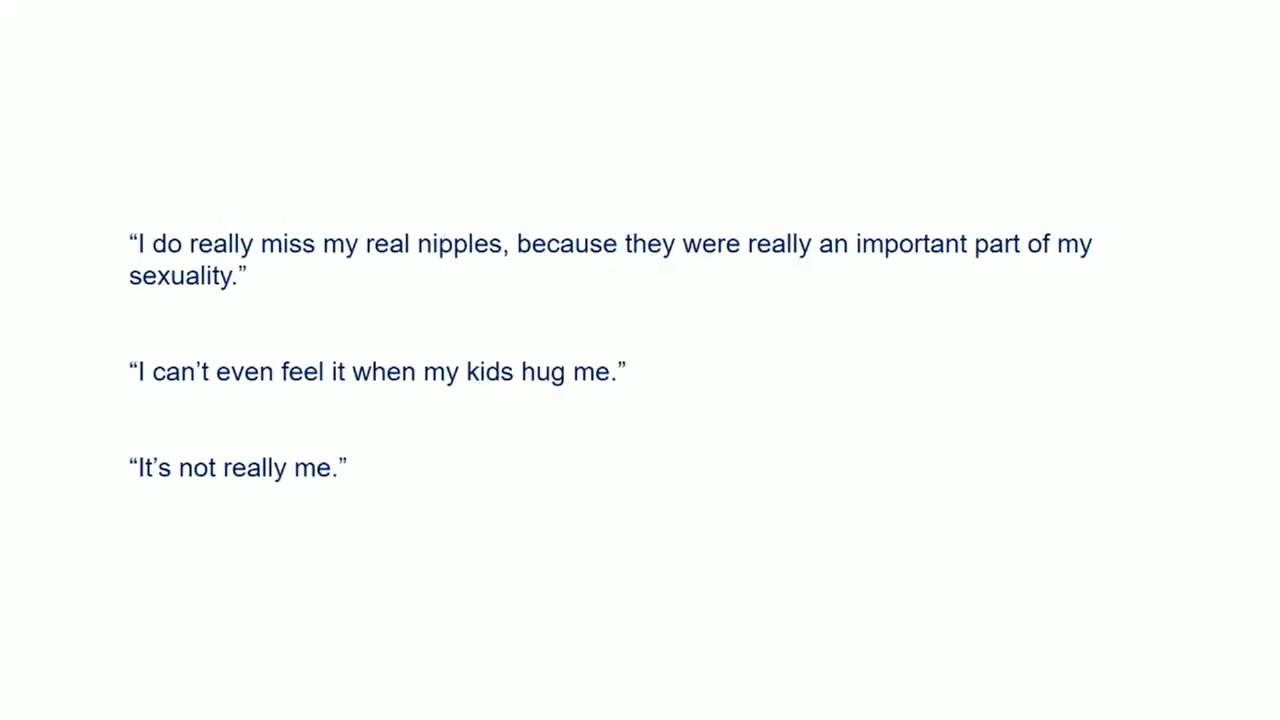 “I do really miss my real nipples, because they were really an important part of my
sexuality.”
“I can’t even feel it when my kids hug me.”
“It’s not really me.”